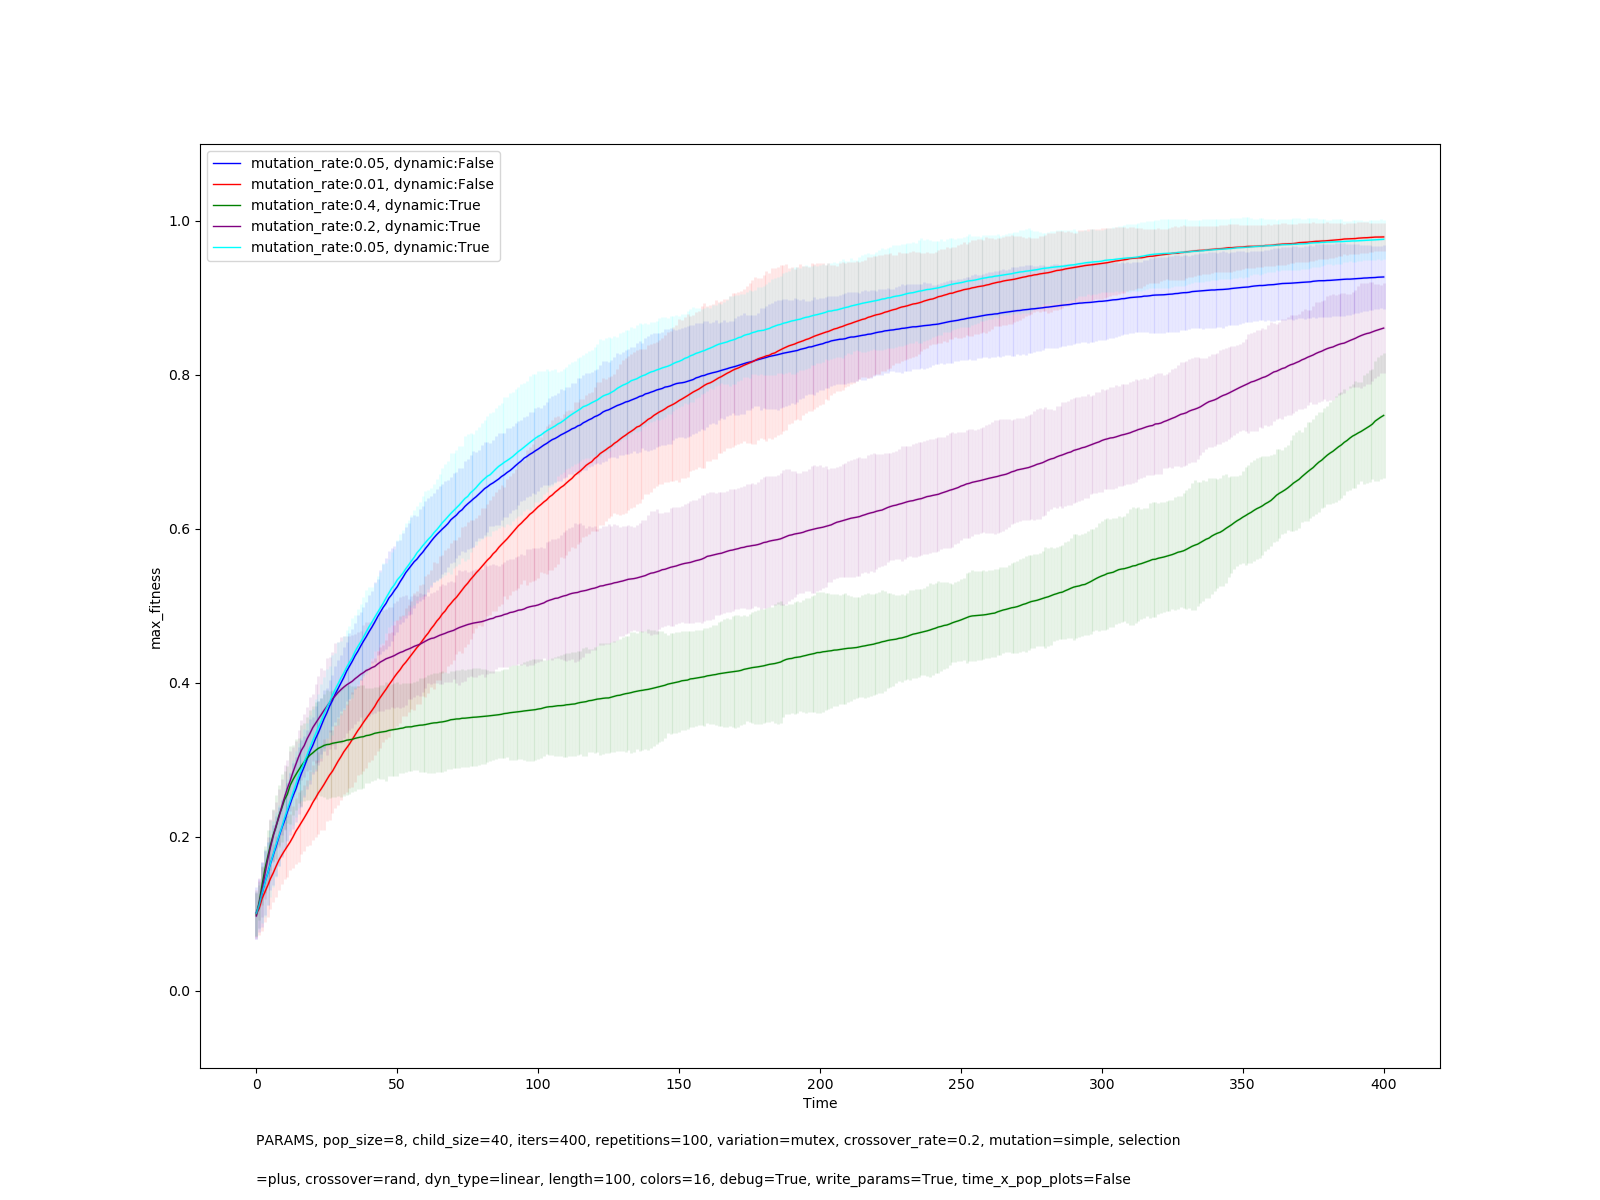 mutation_rate:0.05, dynamic:False
mutation_rate:0.01, dynamic:False
mutation_rate:0.4, dynamic:True
mutation_rate:0.2, dynamic:True
mutation_rate:0.05, dynamic:True
1.0
0.8
0.6
0.4
0.2
0.0
max_fitness
0 50 100 150 200 250 300 350 400
Time
PARAMS, pop_size=8, child_size=40, iters=400, repetitions=100, variation=mutex, crossover_rate=0.2, mutation=simple, selection
=plus, crossover=rand, dyn_type=linear, length=100, colors=16, debug=True, write_params=True, time_x_pop_plots=False